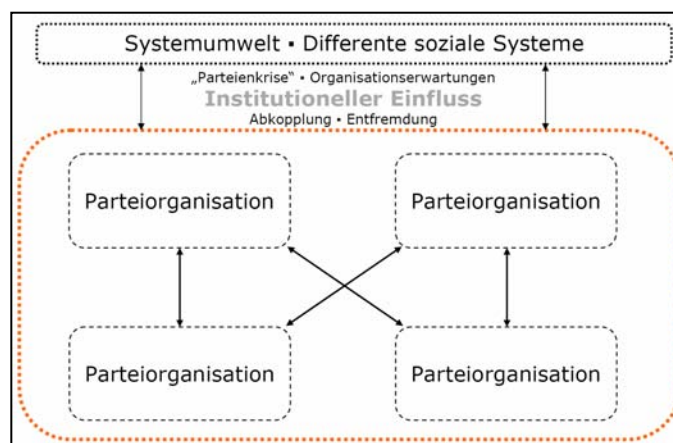 Systemumwelt ▪ Differente soziale Systeme
„Parteienkrise“ ▪ Organisationserwartungen
Institutioneller Einfluss
Abkopplung ▪ Entfremdung
Parteiorganisation
Parteiorganisation
Parteiorganisation
Parteiorganisation